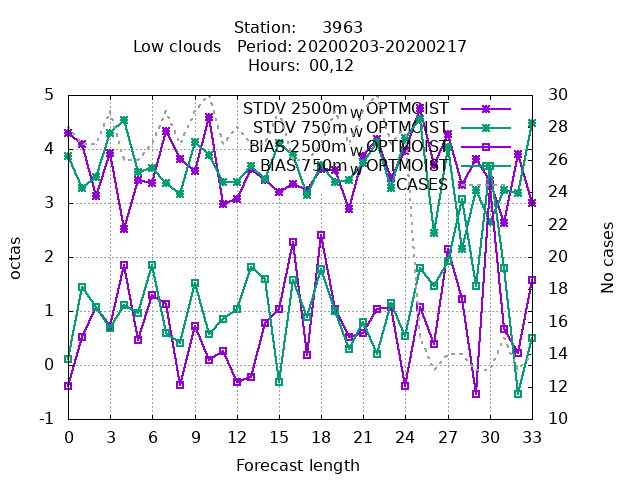 Station: 3963
Low clouds Period: 20200203-20200217
Hours: 00,12
STDV 2500m_w OPTMOIST
STDV 750m_w OPTMOIST
BIAS 2500m_w OPTMOIST
BIAS 750m_w OPTMOIST
CASES
octas
5
4
3
2
1
0
-1
No cases
30
28
26
24
22
20
18
16
14
12
10
0 3 6 9 12 15 18 21 24 27 30 33
Forecast length